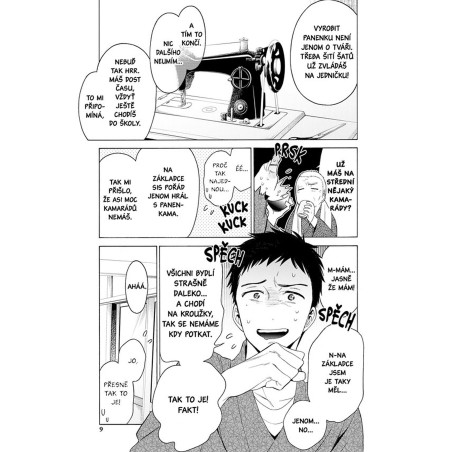 VYROBIT
PANENKU NENÍ
JENOM O TVÁŘI.
TŘEBA ŠITÍ ŠATŮ
UŽ ZVLÁDÁŠ
NA JEDNIČKU!
A
TÍM TO
KONČÍ.
NIC
DALŠÍHO
NEUMÍM...
NEBUĎ
TAK HRR.
MÁŠ DOST
ČASU,
VŽDYŤ
JEŠTĚ
CHODÍŠ
DO ŠKOLY.
TO MI
PŘIPO-
MÍNÁ,
PRSK
UŽ
MÁŠ NA
STŘEDNÍ
NĚJAKÝ
KAMA-
RÁDY?
ÉÉ...
PROČ
TAK
NAJED-
NOU...
KUCK
KUCK
NA
ZÁKLADCE
SIS POŘÁD
JENOM HRÁL
S PANEN-
KAMA.
TAK MI
PŘIŠLO,
ŽE ASI MOC
KAMARÁDŮ
NEMÁŠ.
M-MÁM...
JASNĚ
ŽE MÁM!
SPĚCH
SPĚCH
N-NA
ZÁKLADCE
JSEM
JE TAKY
MĚL...
JENOM...
NO...
VŠICHNI BYDLÍ
STRAŠNĚ
DALEKO...
A CHODÍ
NA KROUŽKY,
TAK SE NEMÁME
KDY POTKAT.
TAK TO JE!
FAKT!
AHÁÁ.
JO,
PŘESNĚ
TAK TO
JE!
9